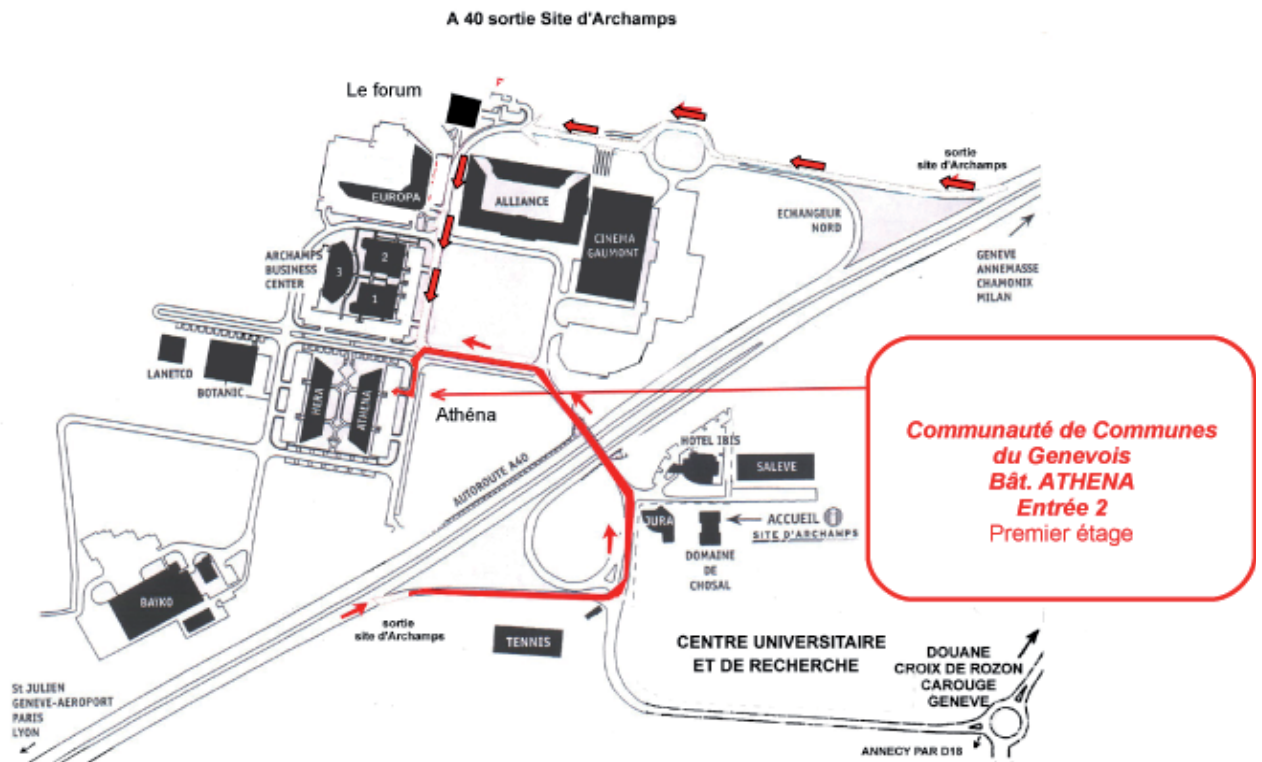 A 40 sortie Site d'Archamps
Le forum
sortie
site d'Archamps
EUROPA
ALLIANCE
CINEMA
GAUMONT
ECHANGEUR
NORD
GENEVE
ANNEMASSE
CHAMONIX
MILAN
ARCHAMPS
BUSINESS
CENTER
3
2
1
LANETCO
BOTANIC
HERA
ATHENA
Athéna
AUTOROUTE A40
HOTEL IBIS
SALEVE
JURA
ACCUEIL i
SITE D'ARCHAMPS
DOMAINE
DE
CHOSAL
Communauté de Communes
du Genevois
Bât. ATHENA
Entrée 2
Premier étage
BAYKO
sortie
site d'Archamps
TENNIS
CENTRE UNIVERSITAIRE
ET DE RECHERCHE
DOUANE
CROIX DE ROZON
CAROUGE
GENEVE
St JULIEN
GENEVE-AEROPORT
PARIS
LYON
ANNECY PAR D18